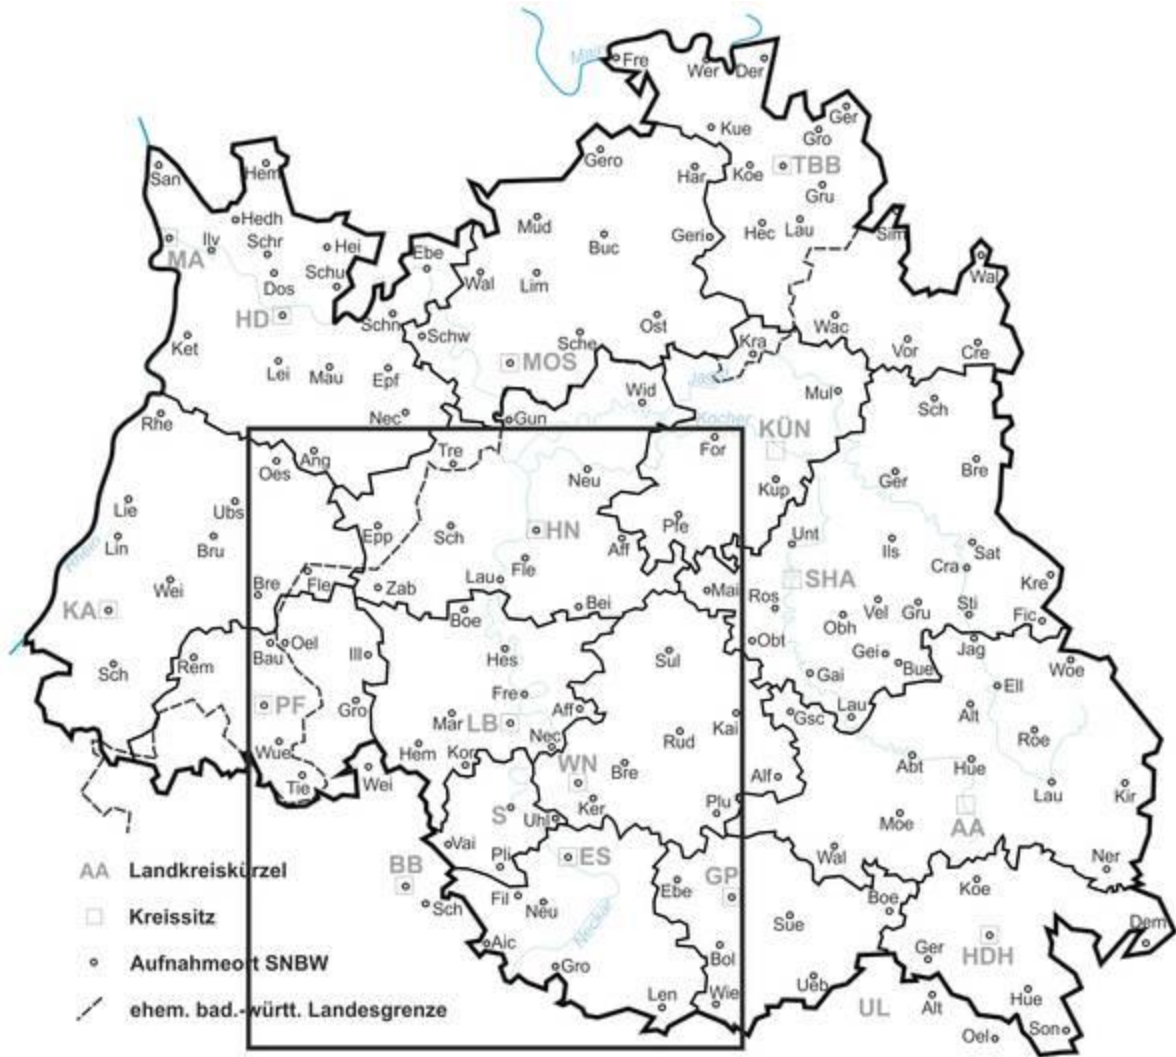 Main
Fre
Wer
Der
Ger
Gro
Kue
Gero
Har
Koe
TBB
Gru
San
Hem
Hedh
Mud
Buc
Geri
Hec
Lau
Sim
Ilv
Schr
Hei
MA
Ebe
Wal
Schu
Dos
Wal
Lim
HD
Schn
Schw
Sche
Ost
Wac
Kra
Vor
Cre
Ket
Lei
Mau
Epf
MOS
Jagst
Wid
Mul
Sch
Rhe
Nec
Gun
Kocher
KÜN
Oes
Ang
Tre
For
Neu
Ger
Bre
Kup
Lie
Ubs
Lin
Bru
Rhein
Epp
Sch
HN
Aff
Pfe
Unt
Ils
Sat
Cra
Wei
Bre
Fle
Zab
Lau
Fle
Mai
SHA
Kre
KA
Boe
Bei
Ros
Obh
Vel
Gru
Sti
Fic
Bau
Oel
Ill
Hes
Sul
Obt
Gei
Bue
Jag
Woe
Sch
Rem
Gai
Ell
PF
Gro
Fre
Mar
LB
Aff
Kai
Gsc
Lau
Alt
Wue
Hem
Kor
Nec
Rud
Roe
Tie
Wei
WN
Bre
Alf
Abt
Hue
Lau
Kir
S
Uhl
Ker
Plu
Moe
AA
Vai
Pli
ES
Wal
Ner
BB
Sch
Fil
Neu
Ebe
GP
Boe
Koe
Sue
Dem
Neckar
Aic
Gro
Bol
Ger
HDH
Len
Wie
Ueb
UL
Alt
Hue
Oel
Son
AA Landkreiskürzel
Kreissitz
Aufnahmeort SNBW
ehem. bad.-württ. Landesgrenze